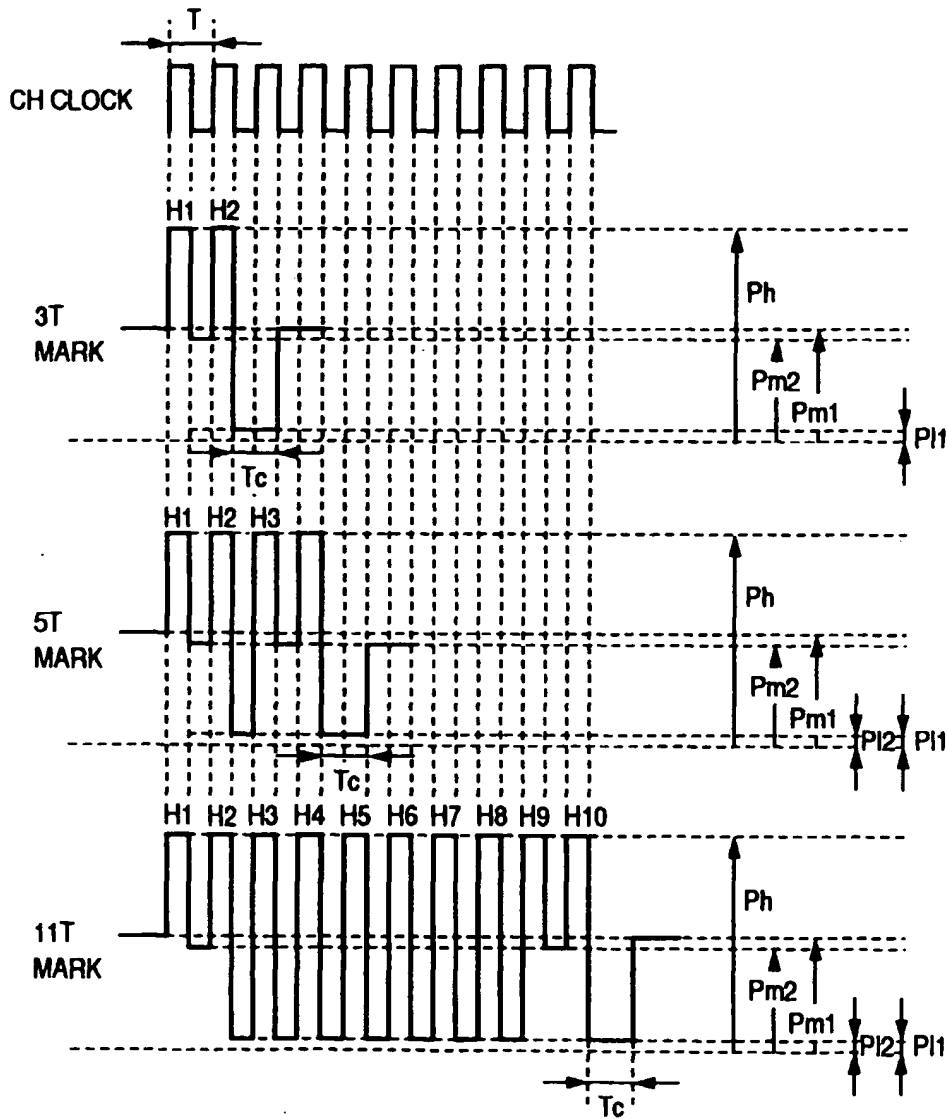 T
CH CLOCK
H1 H2
3T
MARK
Ph
Pm2
Pm1
Pl1
Tc
H1 H2 H3
5T
MARK
Ph
Pm2
Pm1
Pl2
Pl1
Tc
H1 H2 H3 H4 H5 H6 H7 H8 H9 H10
11T
MARK
Ph
Pm2
Pm1
Pl2
Pl1
Tc